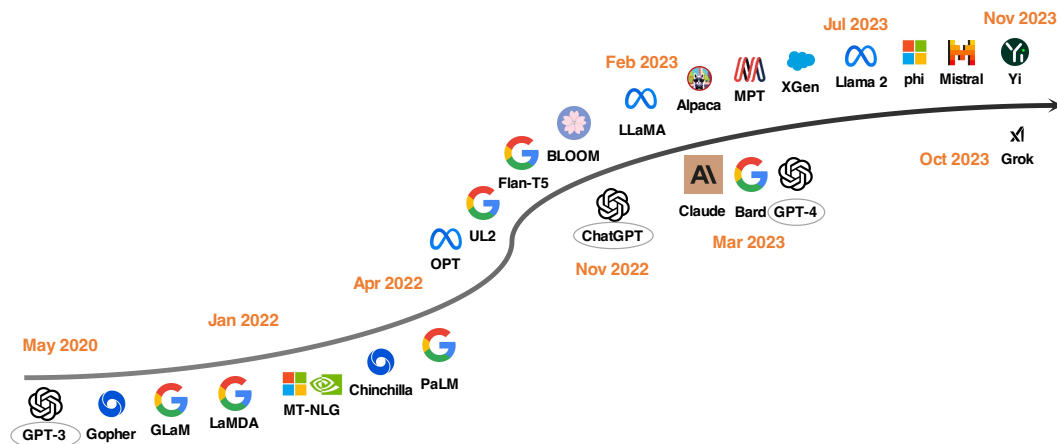 Nov 2023
Jul 2023
Feb 2023
Yi
Mistral
phi
Llama 2
XGen
MPT
Alpaca
LLaMA
BLOOM
Flan-T5
UL2
OPT
Apr 2022
Jan 2022
May 2020
Oct 2023
Grok
Claude
Bard
GPT-4
Mar 2023
ChatGPT
Nov 2022
PaLM
Chinchilla
MT-NLG
LaMDA
GLaM
Gopher
GPT-3